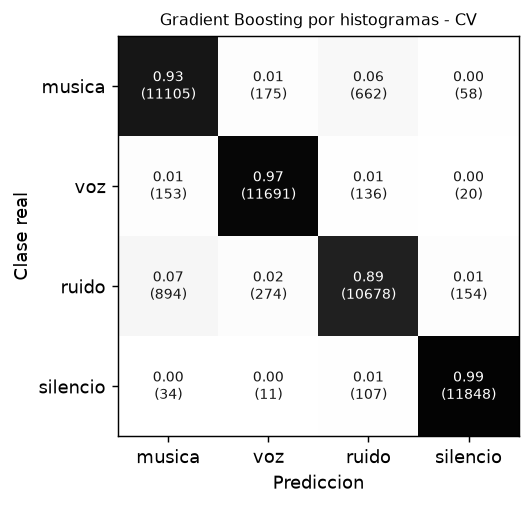 Gradient Boosting por histogramas - CV
musica
0.93 0.01 0.06 0.00
(11105) (175) (662) (58)
voz
0.01 0.97 0.01 0.00
(153) (11691) (136) (20)
ruido
0.07 0.02 0.89 0.01
(894) (274) (10678) (154)
silencio
0.00 0.00 0.01 0.99
(34) (11) (107) (11848)
Clase real
musica voz ruido silencio
Prediccion